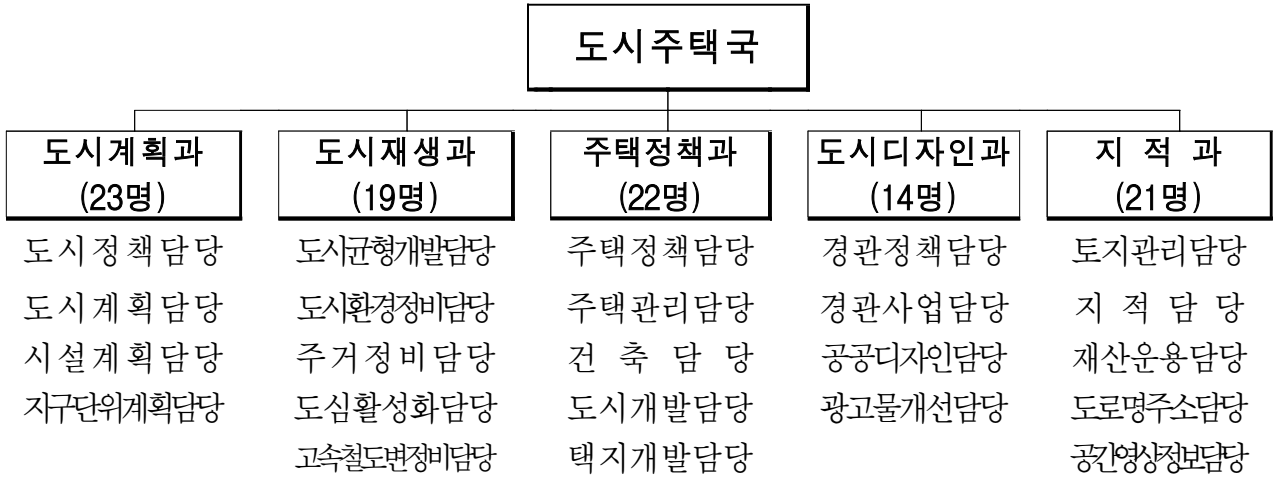 도시주택국
도시계획과
(23명)
도시재생과
(19명)
주택정책과
(22명)
도시디자인과
(14명)
지 적 과
(21명)
도시정책담당
도시계획담당
시설계획담당
지구단위계획담당
도시균형개발담당
도시환경정비담당
주거정비담당
도심활성화담당
고속철도변정비담당
주택정책담당
주택관리담당
건 축 담 당
도시개발담당
택지개발담당
경관정책담당
경관사업담당
공공디자인담당
광고물개선담당
토지관리담당
지 적 담 당
재산운용담당
도로명주소담당
공간영상정보담당